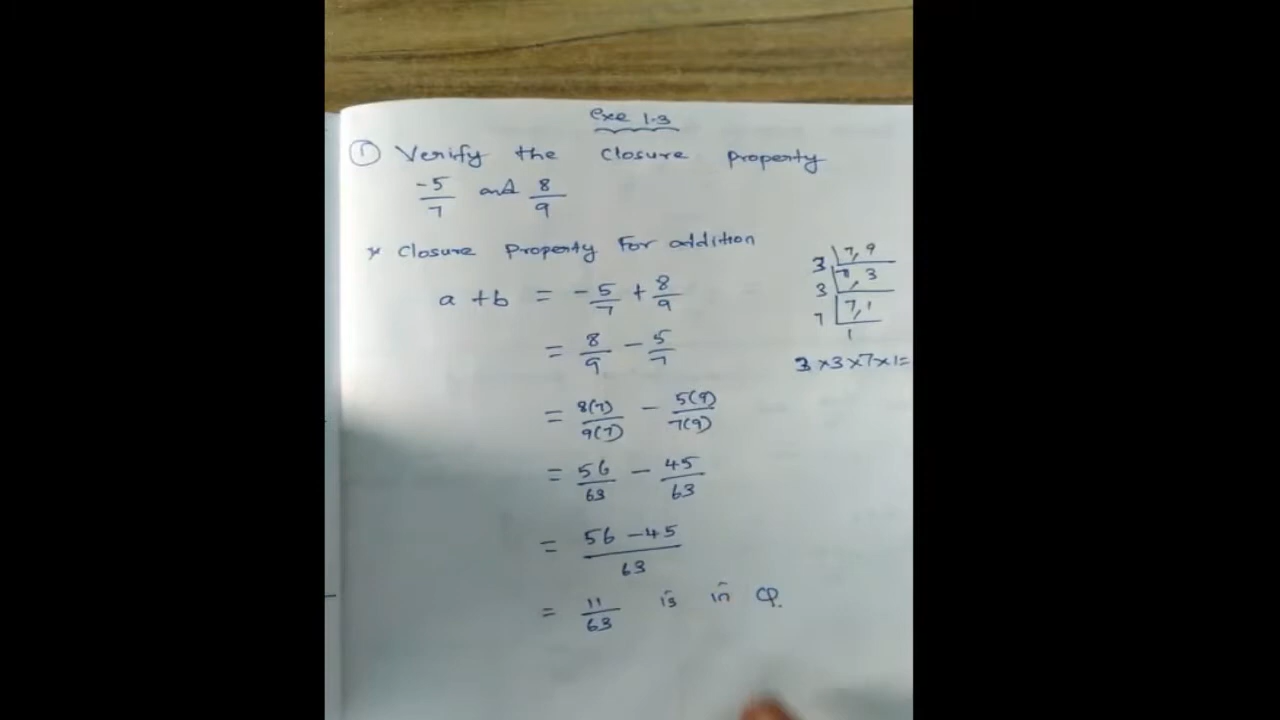 Exe 1.3
① Verify the Closure property
-5/7 and 8/9
* Closure Property For addition
a + b = -5/7 + 8/9
= 8/9 - 5/7
= 8(7)/9(7) - 5(9)/7(9)
= 56/63 - 45/63
= 56 - 45/63
= 11/63 is in Q.
3 | 7, 9
3 | 7, 3
7 | 7, 1
1
3 × 3 × 7 × 1 =